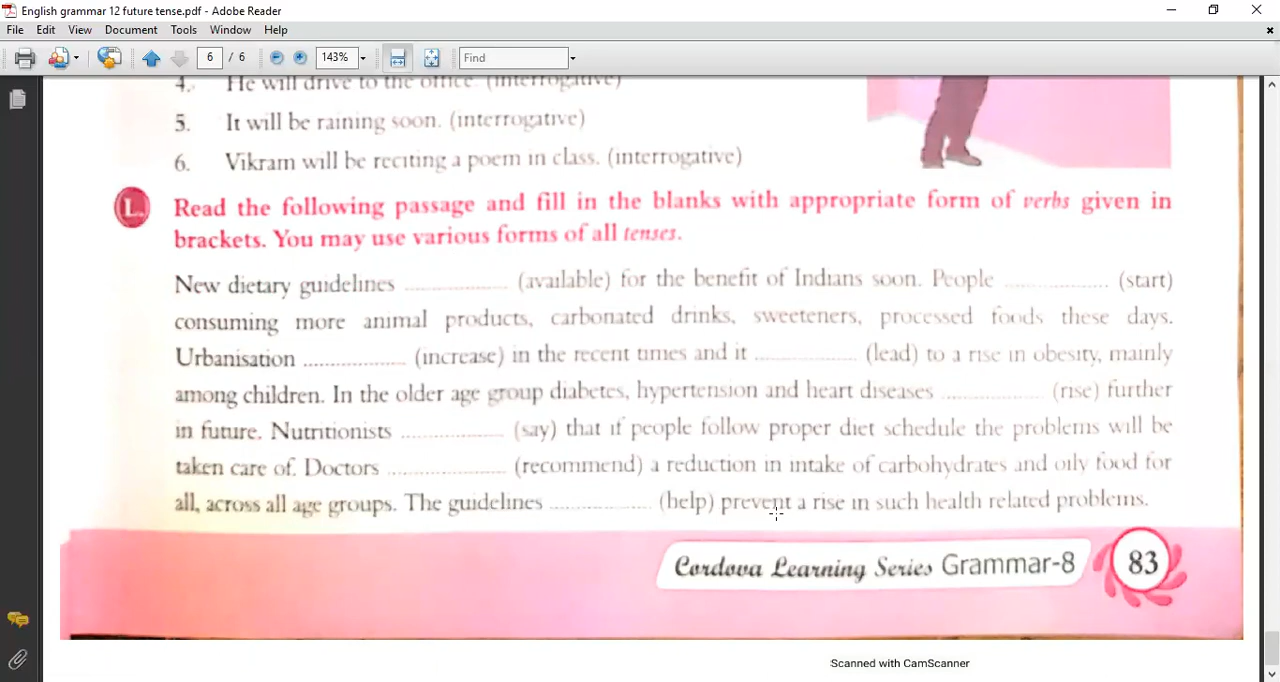 English grammar 12 future tense.pdf - Adobe Reader
File Edit View Document Tools Window Help
6 / 6 143% Find
4. He will drive to the office. (interrogative)
5. It will be raining soon. (interrogative)
6. Vikram will be reciting a poem in class. (interrogative)
L. Read the following passage and fill in the blanks with appropriate form of verbs given in
brackets. You may use various forms of all tenses.
New dietary guidelines .................... (available) for the benefit of Indians soon. People .................... (start)
consuming more animal products, carbonated drinks, sweeteners, processed foods these days.
Urbanisation .................... (increase) in the recent times and it .................... (lead) to a rise in obesity, mainly
among children. In the older age group diabetes, hypertension and heart diseases .................... (rise) further
in future. Nutritionists .................... (say) that if people follow proper diet schedule the problems will be
taken care of. Doctors .................... (recommend) a reduction in intake of carbohydrates and oily food for
all, across all age groups. The guidelines .................... (help) prevent a rise in such health related problems.
Cordova Learning Series Grammar-8 83
Scanned with CamScanner